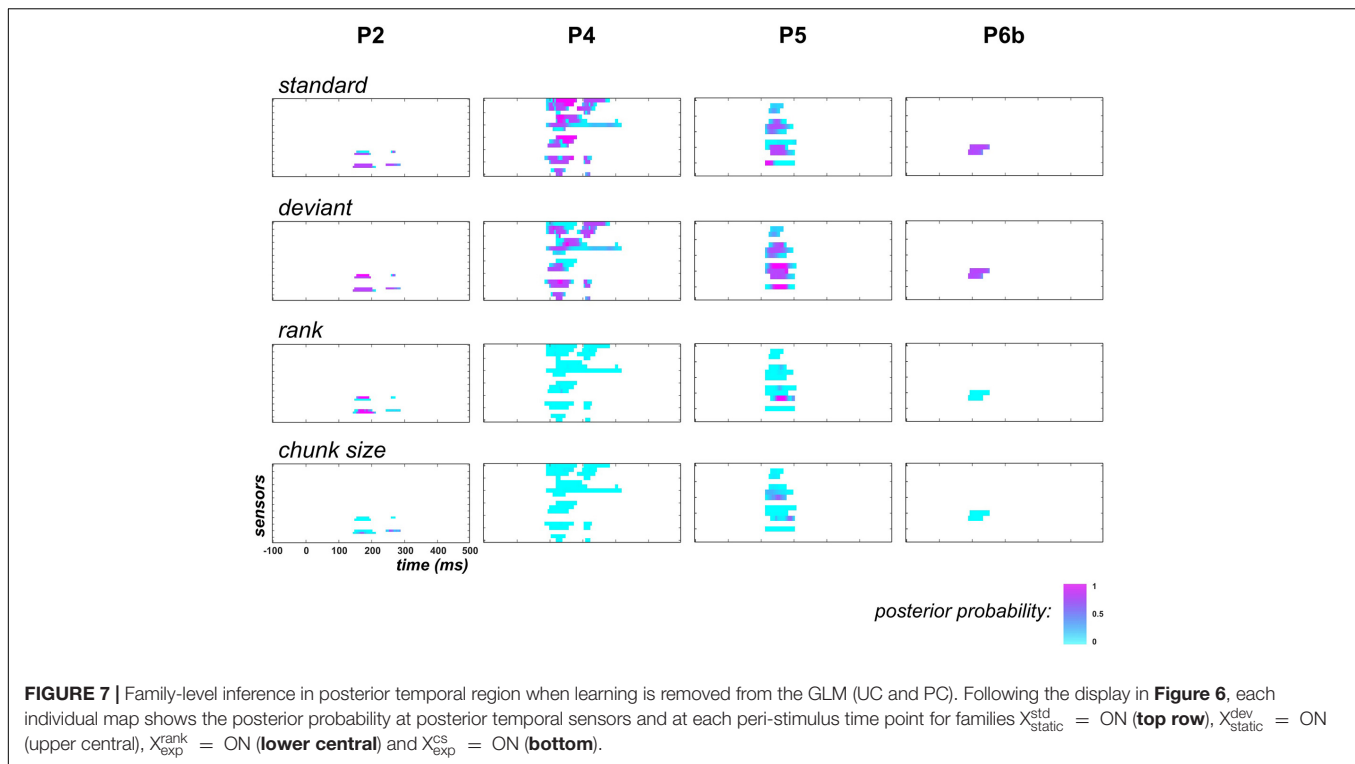 P2 P4 P5 P6b
standard
deviant
rank
chunk size
sensors
-100 0 100 200 300 400 500
time (ms)
posterior probability:
1
0.5
0
FIGURE 7 | Family-level inference in posterior temporal region when learning is removed from the GLM (UC and PC). Following the display in Figure 6, each
individual map shows the posterior probability at posterior temporal sensors and at each peri-stimulus time point for families X^std_static = ON (top row), X^dev_static = ON
(upper central), X^rank_exp = ON (lower central) and X^cs_exp = ON (bottom).